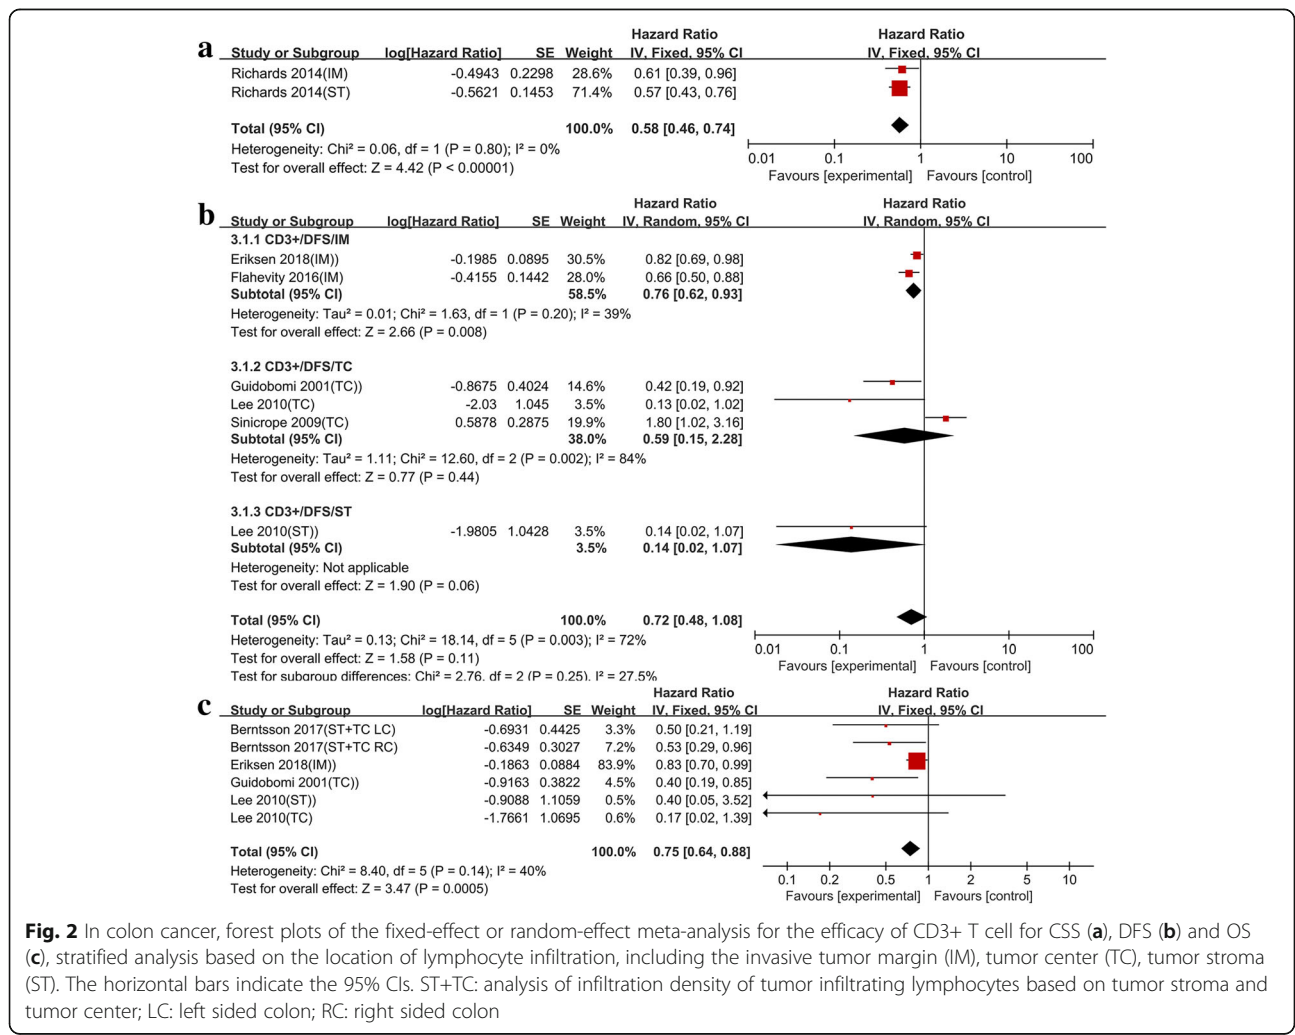 a
Hazard Ratio Hazard Ratio
Study or Subgroup log[Hazard Ratio] SE Weight IV, Fixed, 95% CI IV, Fixed, 95% CI
Richards 2014(IM) -0.4943 0.2298 28.6% 0.61 [0.39, 0.96]
Richards 2014(ST) -0.5621 0.1453 71.4% 0.57 [0.43, 0.76]
Total (95% CI) 100.0% 0.58 [0.46, 0.74]
Heterogeneity: Chi² = 0.06, df = 1 (P = 0.80); I² = 0%
Test for overall effect: Z = 4.42 (P < 0.00001)
0.01 0.1 1 10 100
Favours [experimental] Favours [control]
b
Hazard Ratio Hazard Ratio
Study or Subgroup log[Hazard Ratio] SE Weight IV, Random, 95% CI IV, Random, 95% CI
3.1.1 CD3+/DFS/IM
Eriksen 2018(IM)) -0.1985 0.0895 30.5% 0.82 [0.69, 0.98]
Flahevity 2016(IM) -0.4155 0.1442 28.0% 0.66 [0.50, 0.88]
Subtotal (95% CI) 58.5% 0.76 [0.62, 0.93]
Heterogeneity: Tau² = 0.01; Chi² = 1.63, df = 1 (P = 0.20); I² = 39%
Test for overall effect: Z = 2.66 (P = 0.008)
3.1.2 CD3+/DFS/TC
Guidobomi 2001(TC)) -0.8675 0.4024 14.6% 0.42 [0.19, 0.92]
Lee 2010(TC) -2.03 1.045 3.5% 0.13 [0.02, 1.02]
Sinicrope 2009(TC) 0.5878 0.2875 19.9% 1.80 [1.02, 3.16]
Subtotal (95% CI) 38.0% 0.59 [0.15, 2.28]
Heterogeneity: Tau² = 1.11; Chi² = 12.60, df = 2 (P = 0.002); I² = 84%
Test for overall effect: Z = 0.77 (P = 0.44)
3.1.3 CD3+/DFS/ST
Lee 2010(ST)) -1.9805 1.0428 3.5% 0.14 [0.02, 1.07]
Subtotal (95% CI) 3.5% 0.14 [0.02, 1.07]
Heterogeneity: Not applicable
Test for overall effect: Z = 1.90 (P = 0.06)
Total (95% CI) 100.0% 0.72 [0.48, 1.08]
Heterogeneity: Tau² = 0.13; Chi² = 18.14, df = 5 (P = 0.003); I² = 72%
Test for overall effect: Z = 1.58 (P = 0.11)
Test for subgroup differences: Chi² = 2.76, df = 2 (P = 0.25), I² = 27.5%
0.01 0.1 1 10 100
Favours [experimental] Favours [control]
c
Hazard Ratio Hazard Ratio
Study or Subgroup log[Hazard Ratio] SE Weight IV, Fixed, 95% CI IV, Fixed, 95% CI
Berntsson 2017(ST+TC LC) -0.6931 0.4425 3.3% 0.50 [0.21, 1.19]
Berntsson 2017(ST+TC RC) -0.6349 0.3027 7.2% 0.53 [0.29, 0.96]
Eriksen 2018(IM)) -0.1863 0.0884 83.9% 0.83 [0.70, 0.99]
Guidobomi 2001(TC)) -0.9163 0.3822 4.5% 0.40 [0.19, 0.85]
Lee 2010(ST)) -0.9088 1.1059 0.5% 0.40 [0.05, 3.52]
Lee 2010(TC) -1.7661 1.0695 0.6% 0.17 [0.02, 1.39]
Total (95% CI) 100.0% 0.75 [0.64, 0.88]
Heterogeneity: Chi² = 8.40, df = 5 (P = 0.14); I² = 40%
Test for overall effect: Z = 3.47 (P = 0.0005)
0.1 0.2 0.5 1 2 5 10
Favours [experimental] Favours [control]
Fig. 2 In colon cancer, forest plots of the fixed-effect or random-effect meta-analysis for the efficacy of CD3+ T cell for CSS (a), DFS (b) and OS
(c), stratified analysis based on the location of lymphocyte infiltration, including the invasive tumor margin (IM), tumor center (TC), tumor stroma
(ST). The horizontal bars indicate the 95% CIs. ST+TC: analysis of infiltration density of tumor infiltrating lymphocytes based on tumor stroma and
tumor center; LC: left sided colon; RC: right sided colon